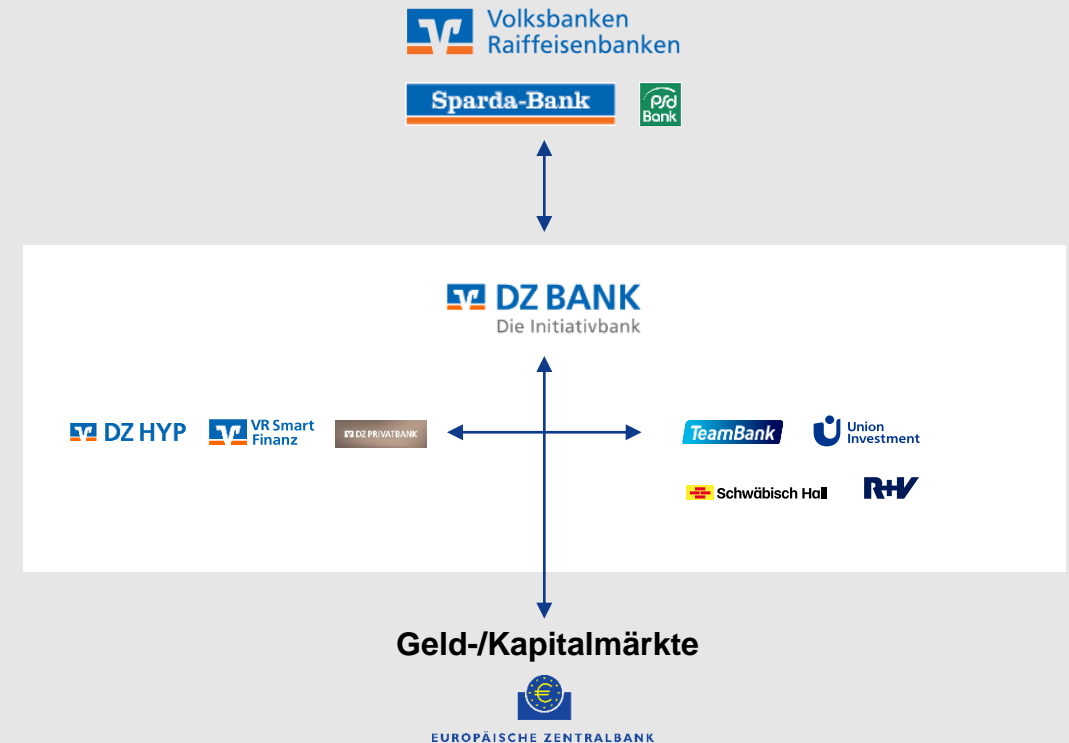 Volksbanken
Raiffeisenbanken
Sparda-Bank
PSD
Bank
DZ BANK
Die Initiativbank
DZ HYP
VR Smart
Finanz
DZ PRIVATBANK
TeamBank
Union
Investment
Schwäbisch Hall
R+V
Geld-/Kapitalmärkte
EUROPÄISCHE ZENTRALBANK